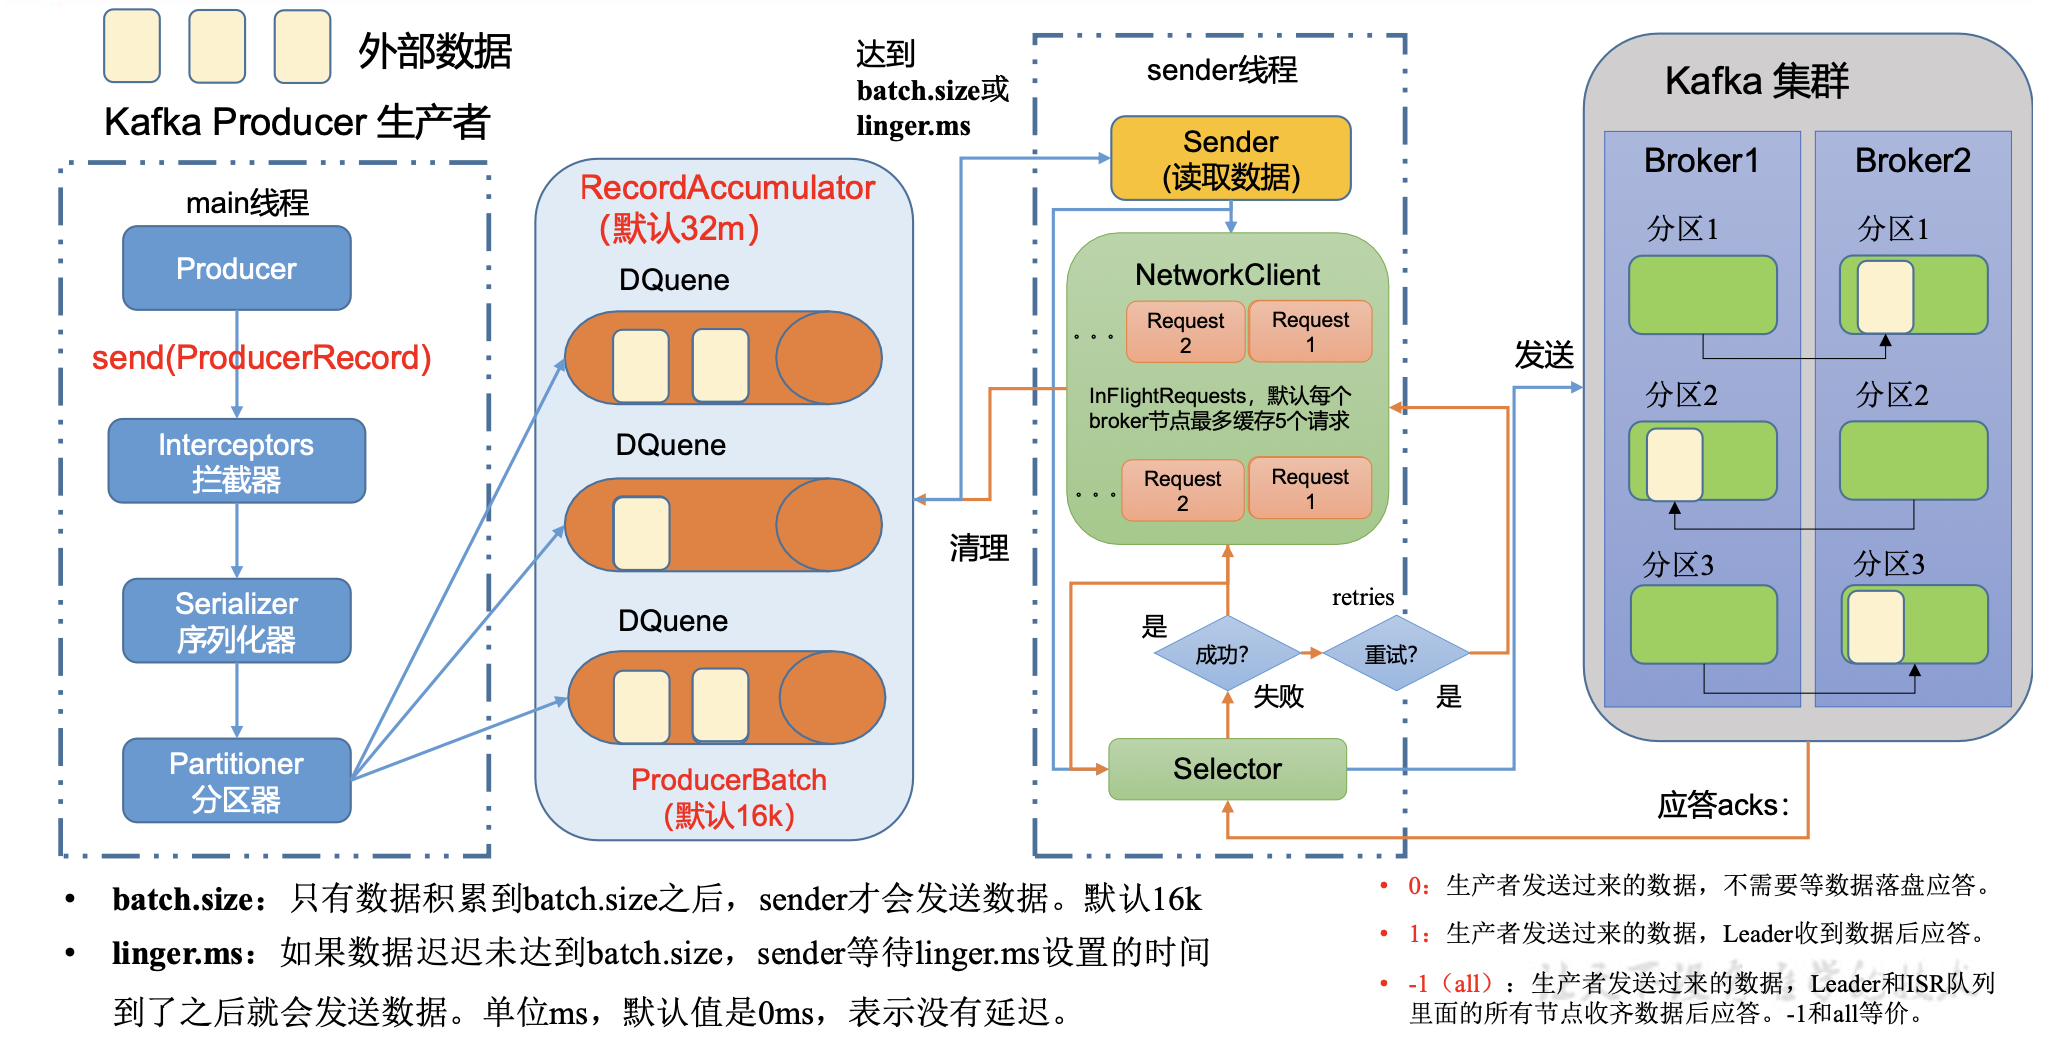 外部数据
Kafka Producer 生产者
main线程
Producer
send(ProducerRecord)
Interceptors
拦截器
Serializer
序列化器
Partitioner
分区器
RecordAccumulator
（默认32m）
DQuene
DQuene
DQuene
ProducerBatch
（默认16k）
达到
batch.size或
linger.ms
清理
sender线程
Sender
(读取数据)
NetworkClient
。。。
Request
2
Request
1
InFlightRequests，默认每个
broker节点最多缓存5个请求
。。。
Request
2
Request
1
retries
是
成功?
重试?
失败
是
Selector
发送
Kafka 集群
Broker1
Broker2
分区1
分区1
分区2
分区2
分区3
分区3
应答acks：
• batch.size：只有数据积累到batch.size之后，sender才会发送数据。默认16k
• linger.ms：如果数据迟迟未达到batch.size，sender等待linger.ms设置的时间
到了之后就会发送数据。单位ms，默认值是0ms，表示没有延迟。
• 0：生产者发送过来的数据，不需要等数据落盘应答。
• 1：生产者发送过来的数据，Leader收到数据后应答。
• -1（all）：生产者发送过来的数据，Leader和ISR队列
里面的所有节点收齐数据后应答。-1和all等价。